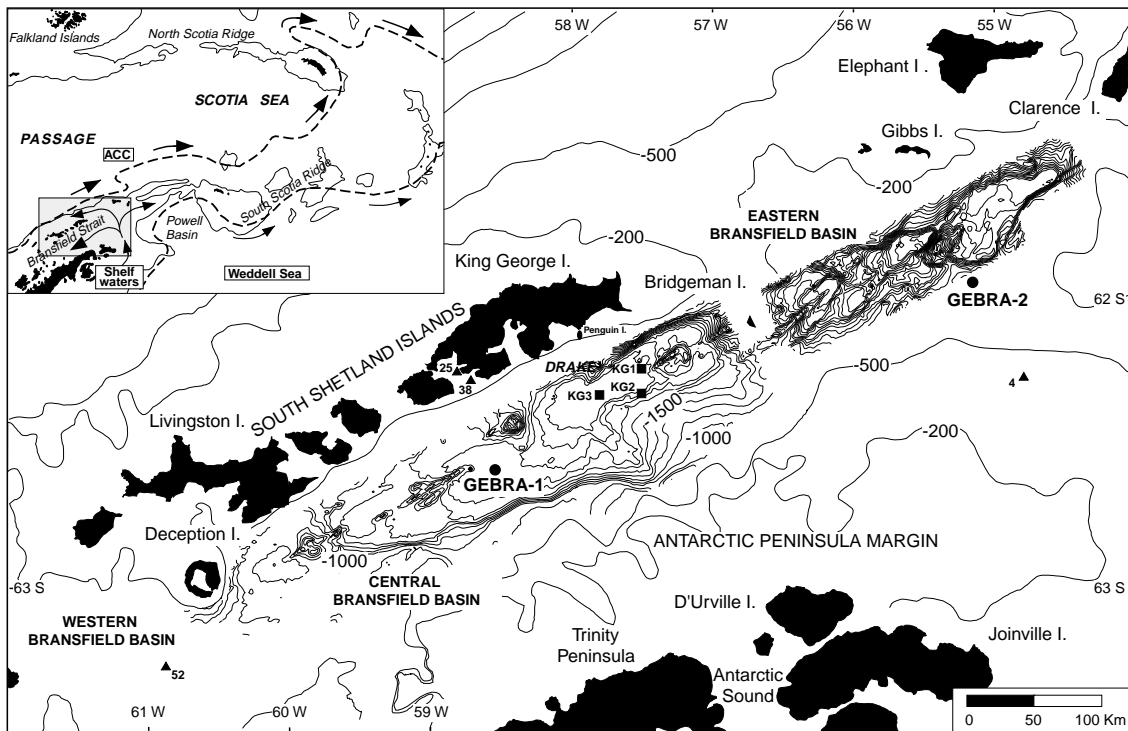 58 W
57 W
56 W
55 W
Falkland Islands
North Scotia Ridge
SCOTIA SEA
PASSAGE
ACC
South Scotia Ridge
Powell
Basin
Bransfield Strait
Shelf
waters
Weddell Sea
Elephant I .
Clarence I.
Gibbs I.
-500
-200
EASTERN
BRANSFIELD BASIN
-200
King George I.
Bridgeman I.
62 S
GEBRA-2
Penguin I.
-500
SOUTH SHETLAND ISLANDS
DRAKE
KG1
25
38
KG3
KG2
4
-1500
Livingston I.
-200
-1000
GEBRA-1
Deception I.
ANTARCTIC PENINSULA MARGIN
-1000
-63 S
CENTRAL
BRANSFIELD BASIN
63 S
D'Urville I.
WESTERN
BRANSFIELD BASIN
Trinity
Peninsula
Joinville I.
52
Antarctic
Sound
61 W
60 W
59 W
0
50
100 Km